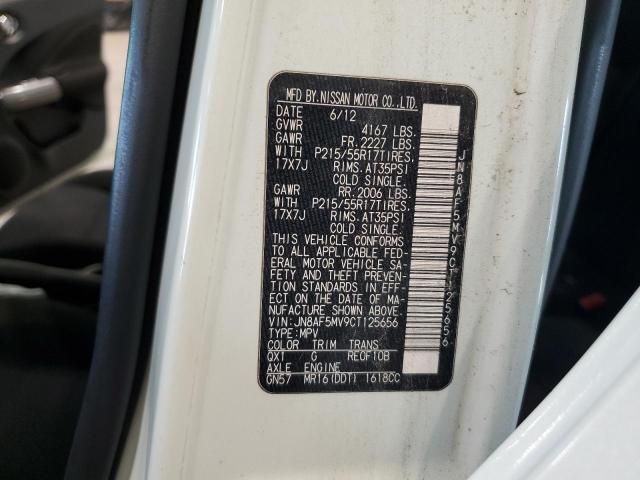 MFD BY.NISSAN MOTOR CO.,LTD.
DATE 6/12
GVWR 4167 LBS.
GAWR FR.2227 LBS.
WITH P215/55R17TIRES.
17X7J RIMS.AT35PSI
COLD SINGLE.
GAWR RR.2006 LBS.
WITH P215/55R17TIRES.
17X7J RIMS.AT35PSI
COLD SINGLE.
THIS VEHICLE CONFORMS
TO ALL APPLICABLE FED-
ERAL MOTOR VEHICLE SA-
FETY AND THEFT PREVEN-
TION STANDARDS IN EFF-
ECT ON THE DATE OF MA-
NUFACTURE SHOWN ABOVE.
VIN: JN8AF5MV9CT125656
TYPE:MPV
COLOR TRIM TRANS
QX1 G RE0F10B
AXLE ENGINE
GN57 MR16(DDT) 1618CC
JN8AF5MV9CT125656